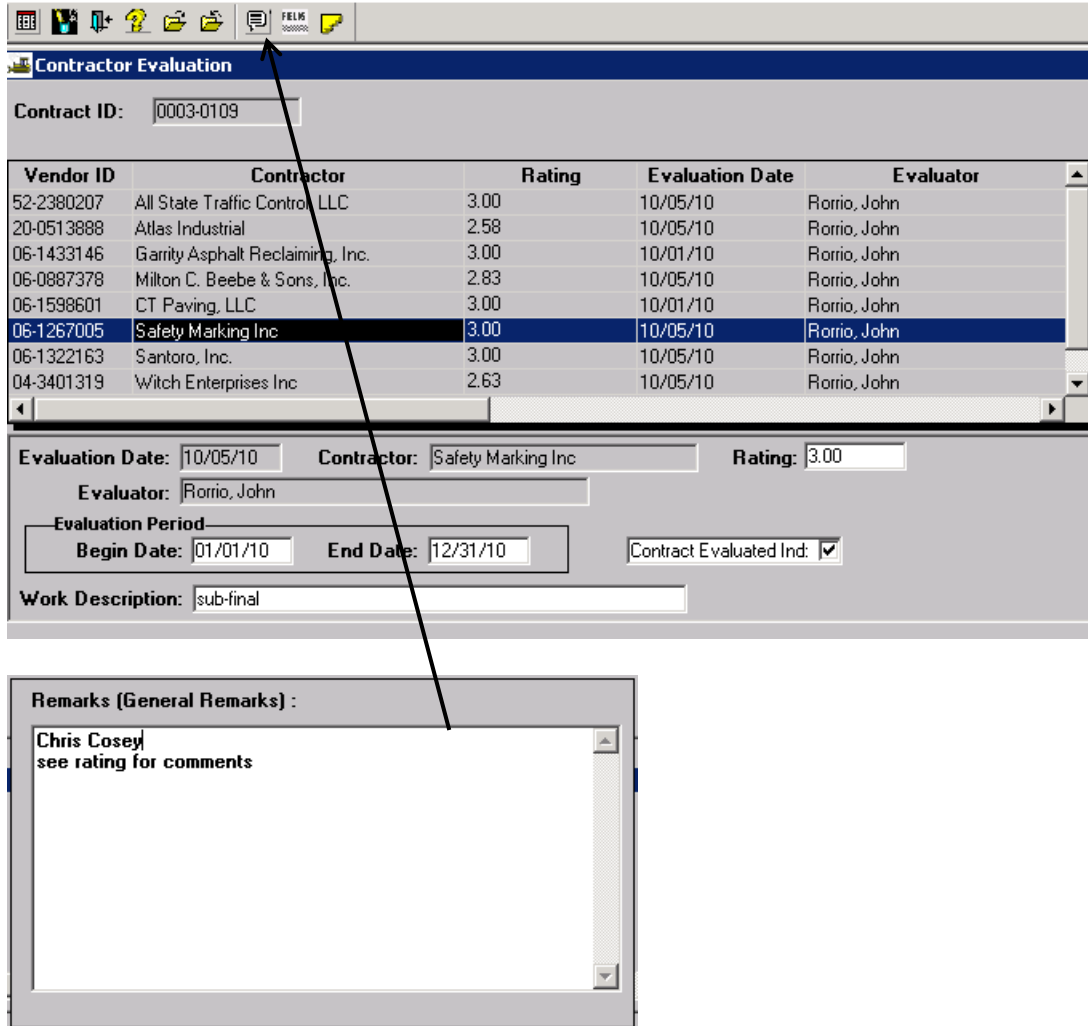 FELIX
Contractor Evaluation
Contract ID: 0003-0109
Vendor ID Contractor Rating Evaluation Date Evaluator
52-2380207 All State Traffic Control, LLC 3.00 10/05/10 Rorrio, John
20-0513888 Atlas Industrial 2.58 10/05/10 Rorrio, John
06-1433146 Garrity Asphalt Reclaiming, Inc. 3.00 10/01/10 Rorrio, John
06-0887378 Milton C. Beebe & Sons, Inc. 2.83 10/05/10 Rorrio, John
06-1598601 CT Paving, LLC 3.00 10/01/10 Rorrio, John
06-1267005 Safety Marking Inc 3.00 10/05/10 Rorrio, John
06-1322163 Santoro, Inc. 3.00 10/05/10 Rorrio, John
04-3401319 Witch Enterprises Inc 2.63 10/05/10 Rorrio, John
Evaluation Date: 10/05/10 Contractor: Safety Marking Inc Rating: 3.00
Evaluator: Rorrio, John
Evaluation Period
Begin Date: 01/01/10 End Date: 12/31/10 Contract Evaluated Ind:
Work Description: sub-final
Remarks (General Remarks) :
Chris Cosey
see rating for comments